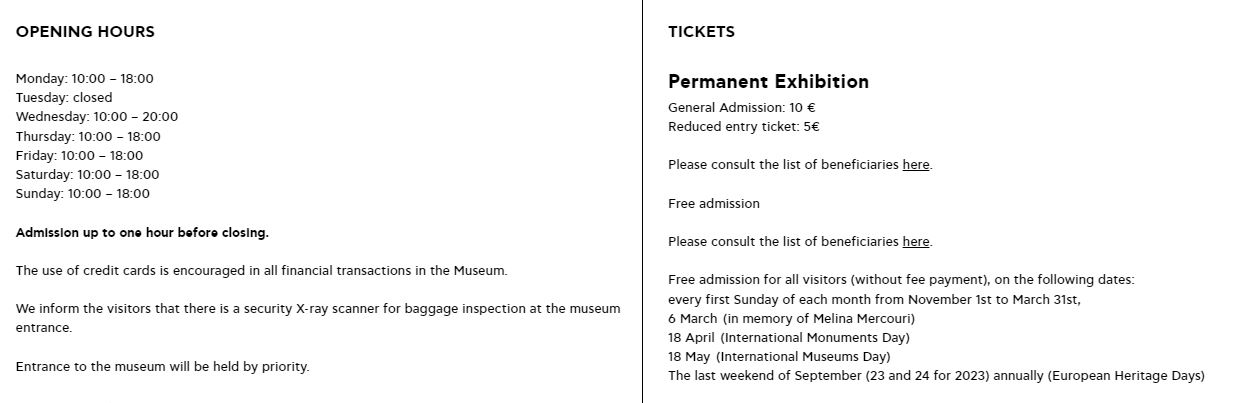 OPENING HOURS
Monday: 10:00 – 18:00
Tuesday: closed
Wednesday: 10:00 – 20:00
Thursday: 10:00 – 18:00
Friday: 10:00 – 18:00
Saturday: 10:00 – 18:00
Sunday: 10:00 – 18:00
Admission up to one hour before closing.
The use of credit cards is encouraged in all financial transactions in the Museum.
We inform the visitors that there is a security X-ray scanner for baggage inspection at the museum
entrance.
Entrance to the museum will be held by priority.
TICKETS
Permanent Exhibition
General Admission: 10 €
Reduced entry ticket: 5€
Please consult the list of beneficiaries here.
Free admission
Please consult the list of beneficiaries here.
Free admission for all visitors (without fee payment), on the following dates:
every first Sunday of each month from November 1st to March 31st,
6 March (in memory of Melina Mercouri)
18 April (International Monuments Day)
18 May (International Museums Day)
The last weekend of September (23 and 24 for 2023) annually (European Heritage Days)